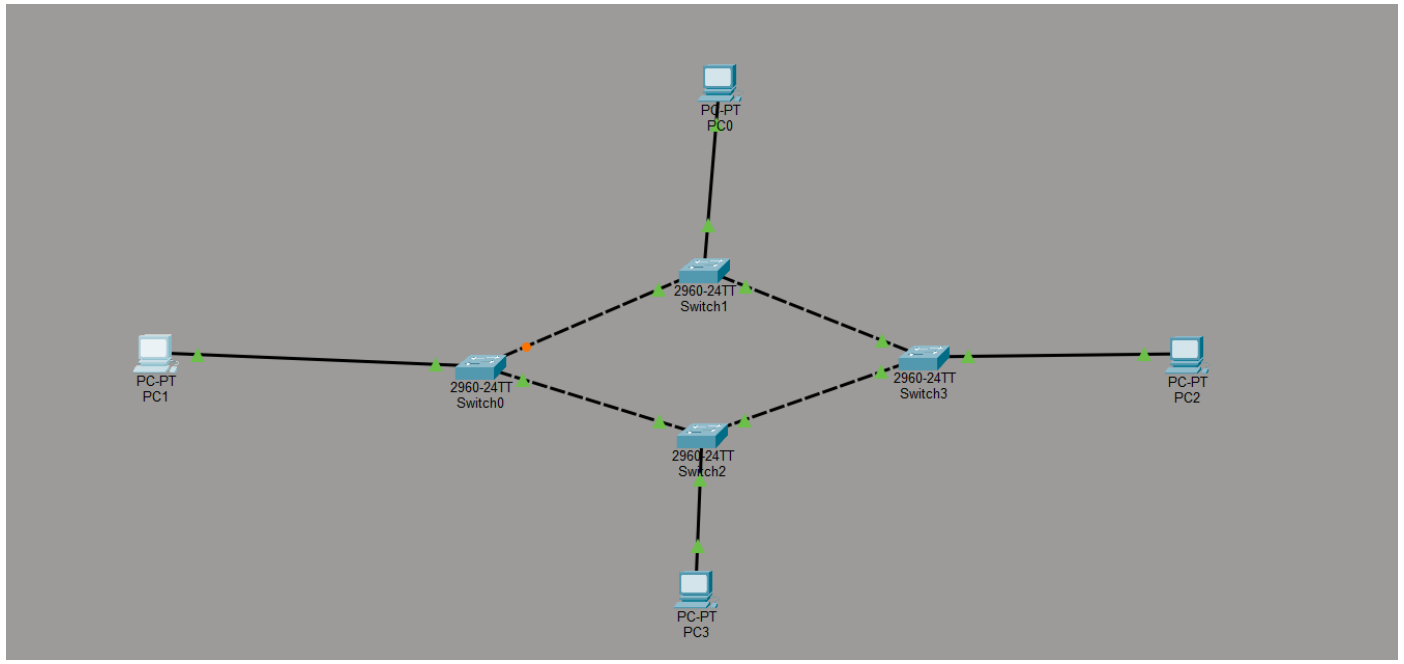 PC-PT
PC0
2960-24TT
Switch1
PC-PT
PC1
2960-24TT
Switch0
2960-24TT
Switch3
PC-PT
PC2
2960-24TT
Switch2
PC-PT
PC3